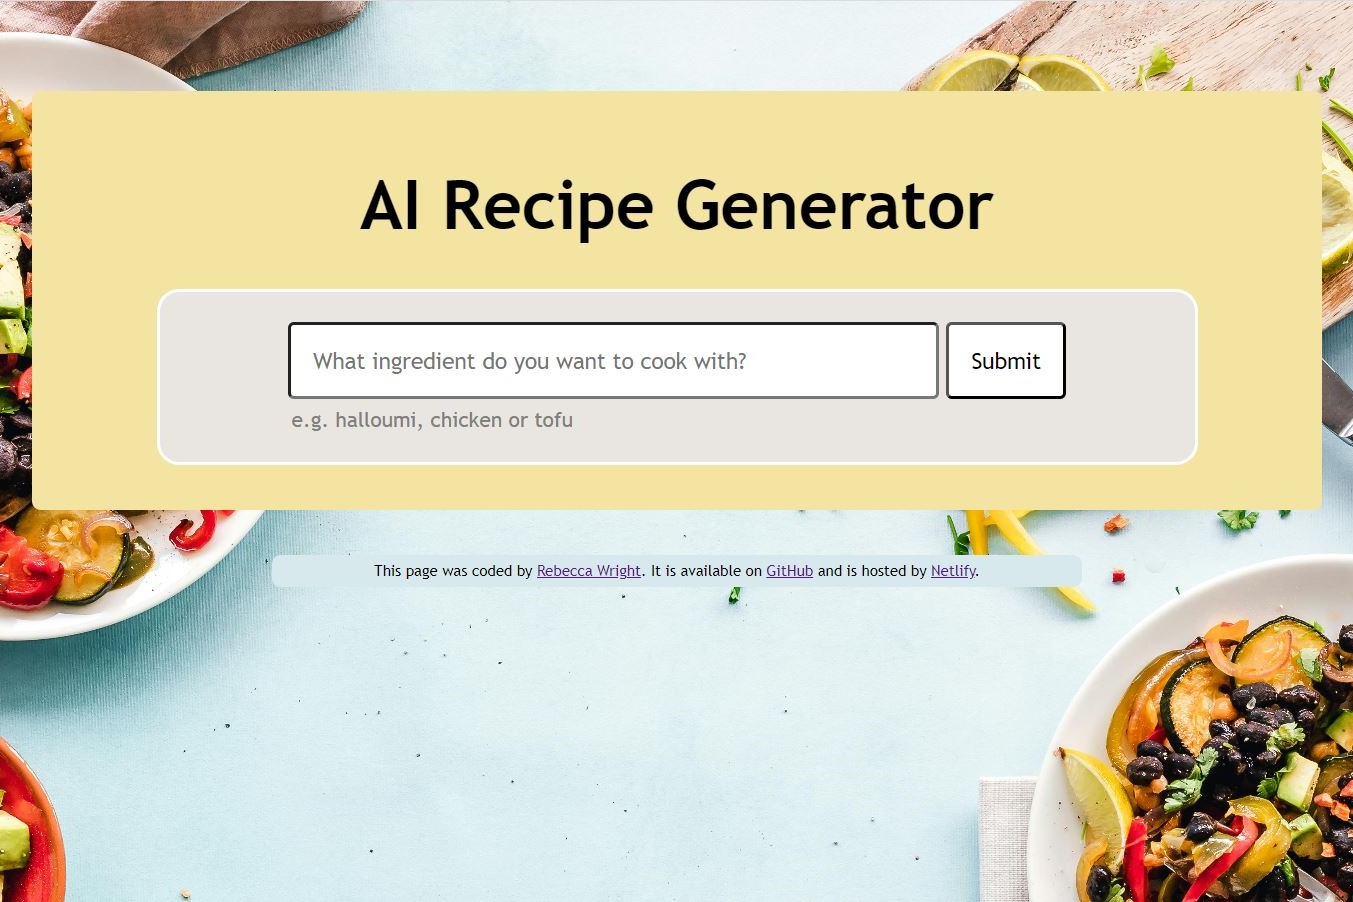 AI Recipe Generator
What ingredient do you want to cook with?
Submit
e.g. halloumi, chicken or tofu
This page was coded by Rebecca Wright. It is available on GitHub and is hosted by Netlify.